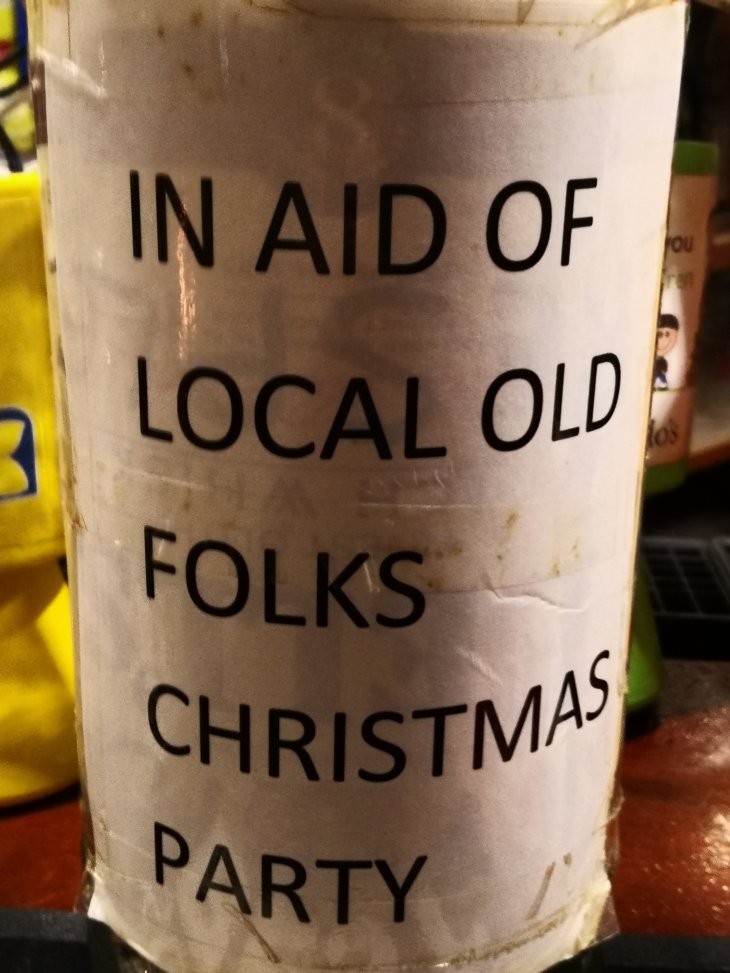 IN AID OF
LOCAL OLD
FOLKS
CHRISTMAS
PARTY